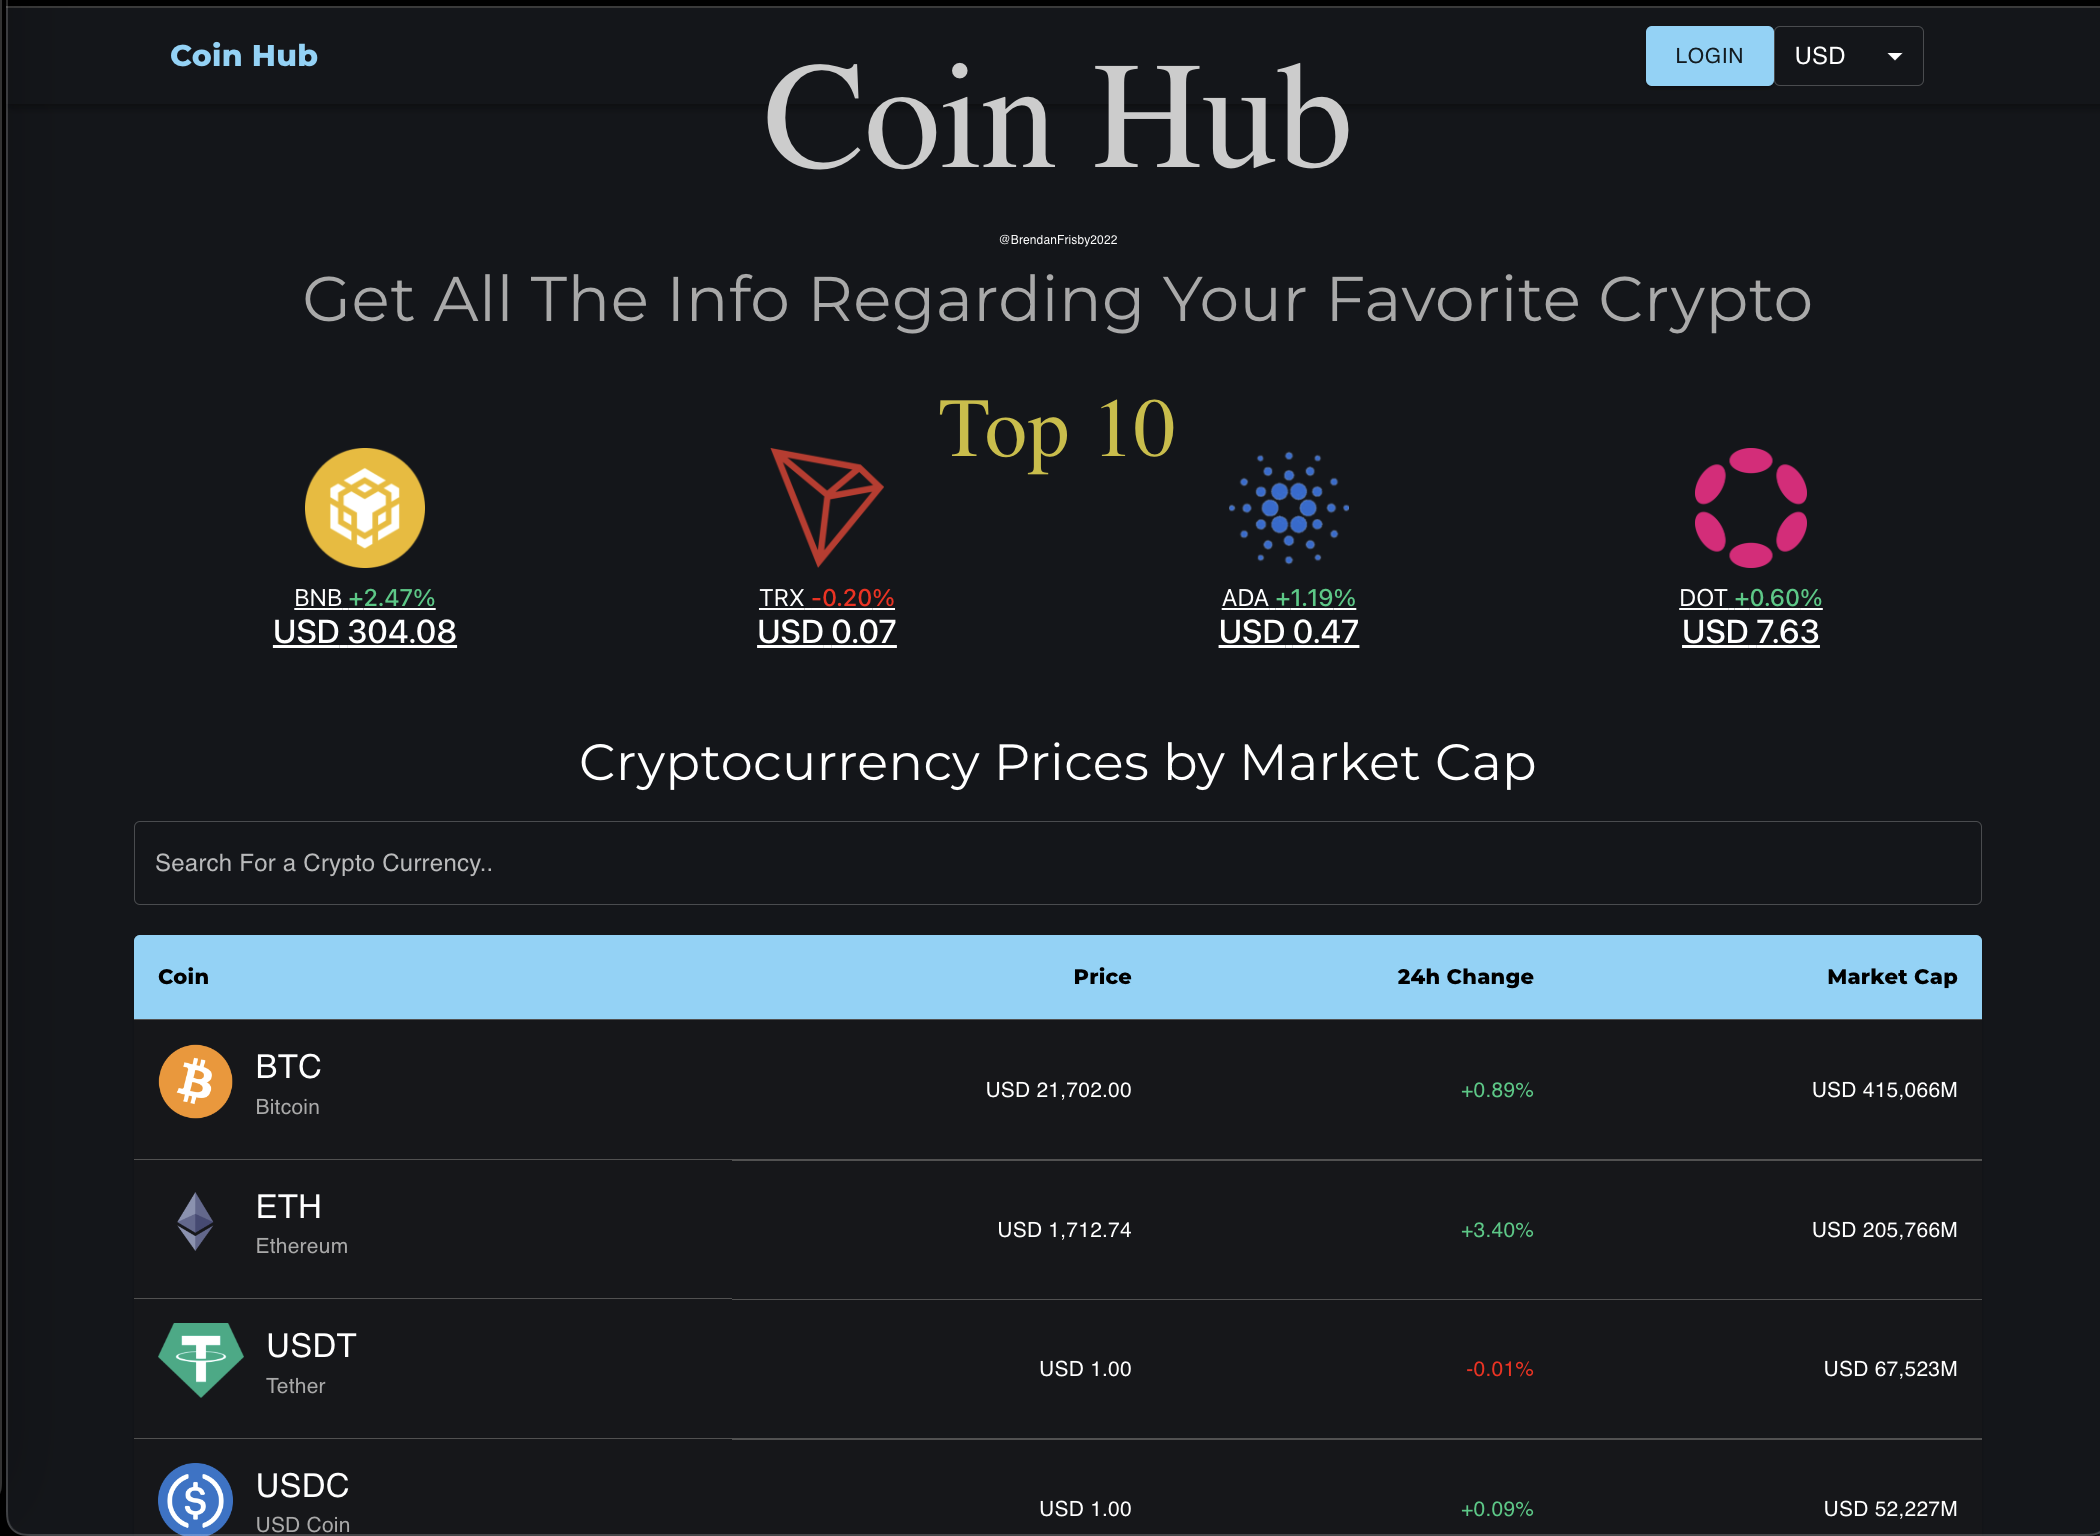 Coin Hub
LOGIN
USD
Coin Hub
@BrendanFrisby2022
Get All The Info Regarding Your Favorite Crypto
Top 10
BNB +2.47%
USD 304.08
TRX -0.20%
USD 0.07
ADA +1.19%
USD 0.47
DOT +0.60%
USD 7.63
Cryptocurrency Prices by Market Cap
Search For a Crypto Currency..
Coin Price 24h Change Market Cap
BTC
Bitcoin
USD 21,702.00 +0.89% USD 415,066M
ETH
Ethereum
USD 1,712.74 +3.40% USD 205,766M
USDT
Tether
USD 1.00 -0.01% USD 67,523M
USDC
USD Coin
USD 1.00 +0.09% USD 52,227M